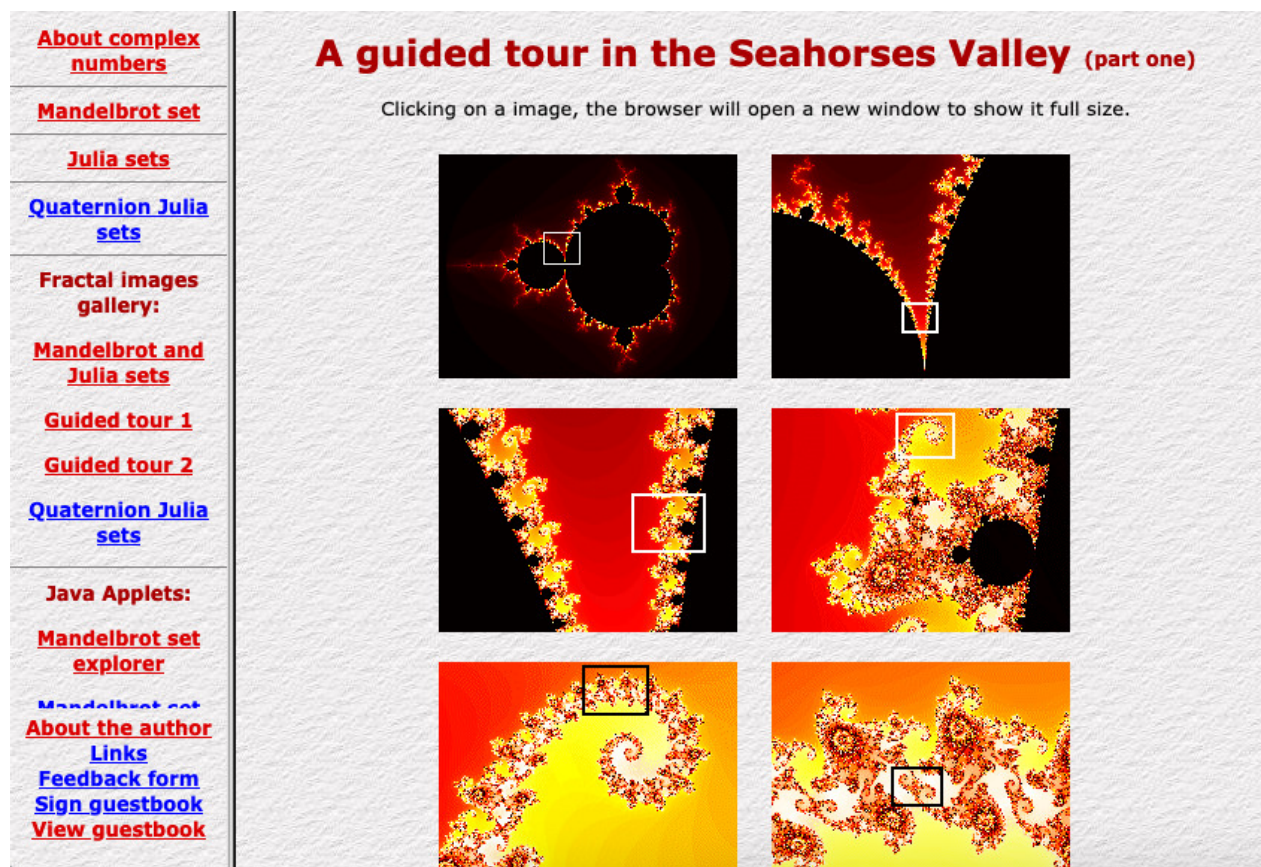 About complex
numbers
Mandelbrot set
Julia sets
Quaternion Julia
sets
Fractal images
gallery:
Mandelbrot and
Julia sets
Guided tour 1
Guided tour 2
Quaternion Julia
sets
Java Applets:
Mandelbrot set
explorer
Mandelbrot set
About the author
Links
Feedback form
Sign guestbook
View guestbook
A guided tour in the Seahorses Valley (part one)
Clicking on a image, the browser will open a new window to show it full size.